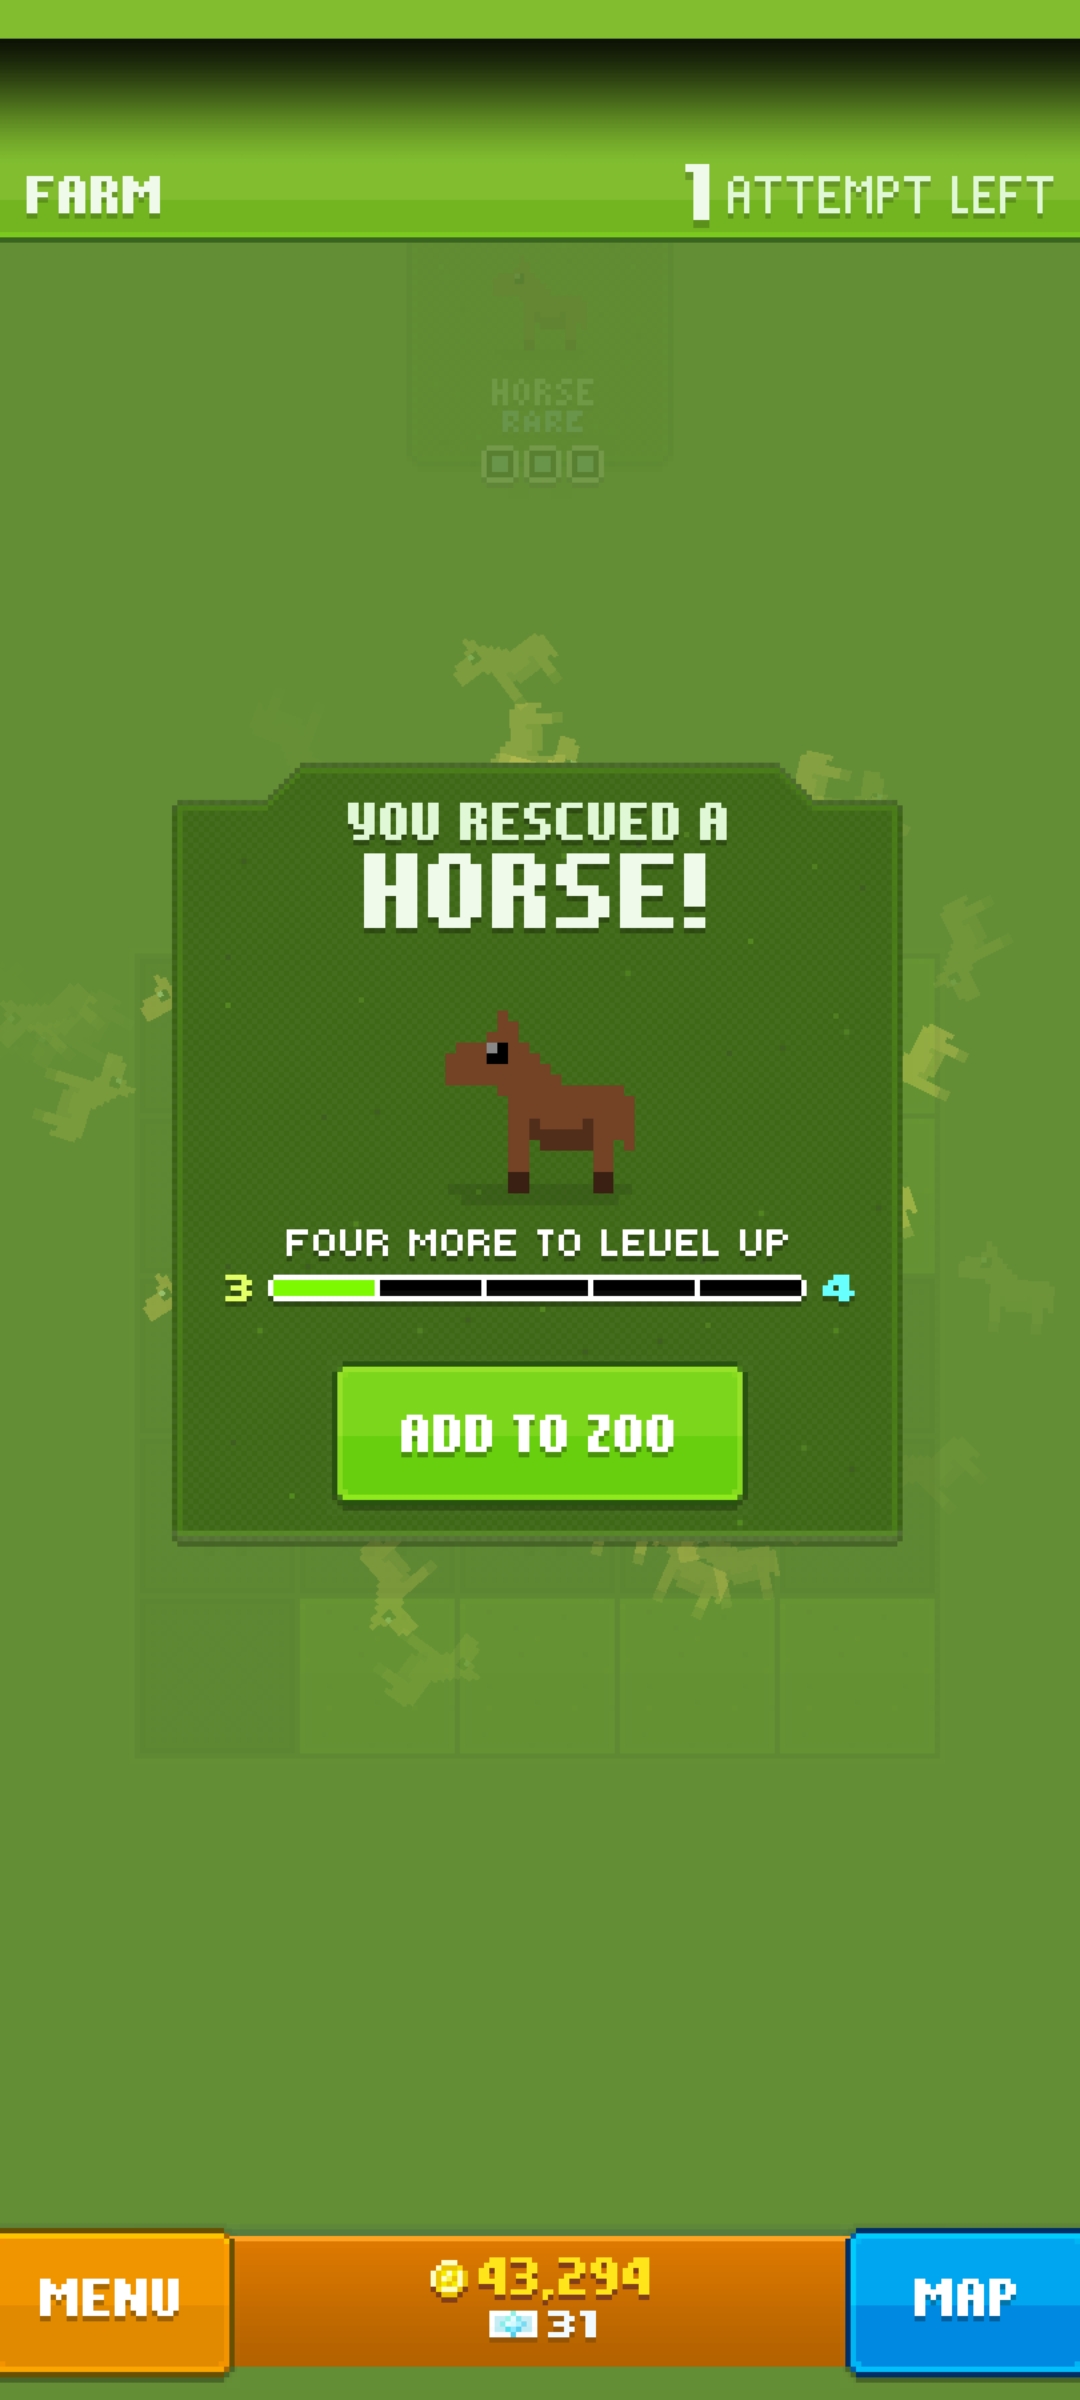 FARM
1 ATTEMPT LEFT
HORSE
RARE
YOU RESCUED A
HORSE!
FOUR MORE TO LEVEL UP
3
4
ADD TO ZOO
MENU
43,294
31
MAP